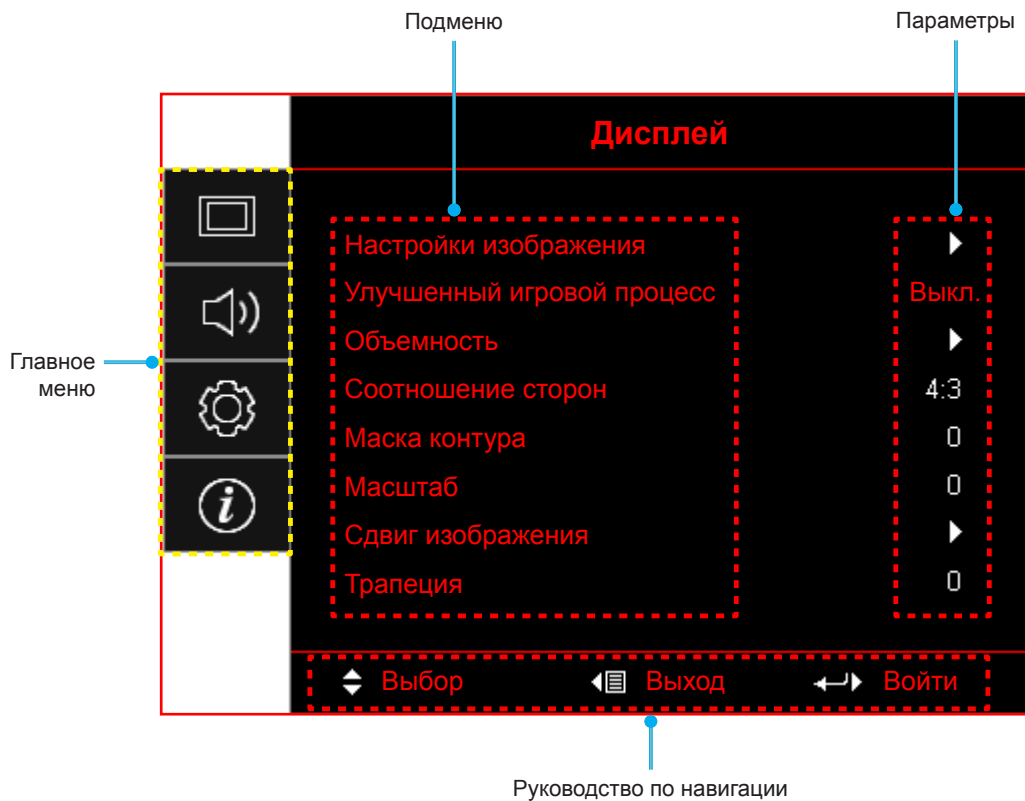 Подменю
Параметры
Дисплей
Настройки изображения
Улучшенный игровой процесс Выкл.
Объемность
Соотношение сторон 4:3
Маска контура 0
Масштаб 0
Сдвиг изображения
Трапеция 0
Главное
меню
Выбор Выход Войти
Руководство по навигации